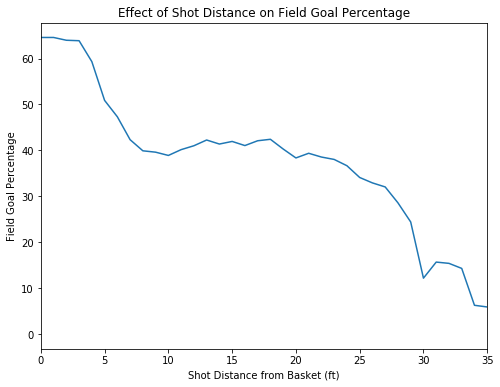 Effect of Shot Distance on Field Goal Percentage
Field Goal Percentage
60
50
40
30
20
10
0
0 5 10 15 20 25 30 35
Shot Distance from Basket (ft)